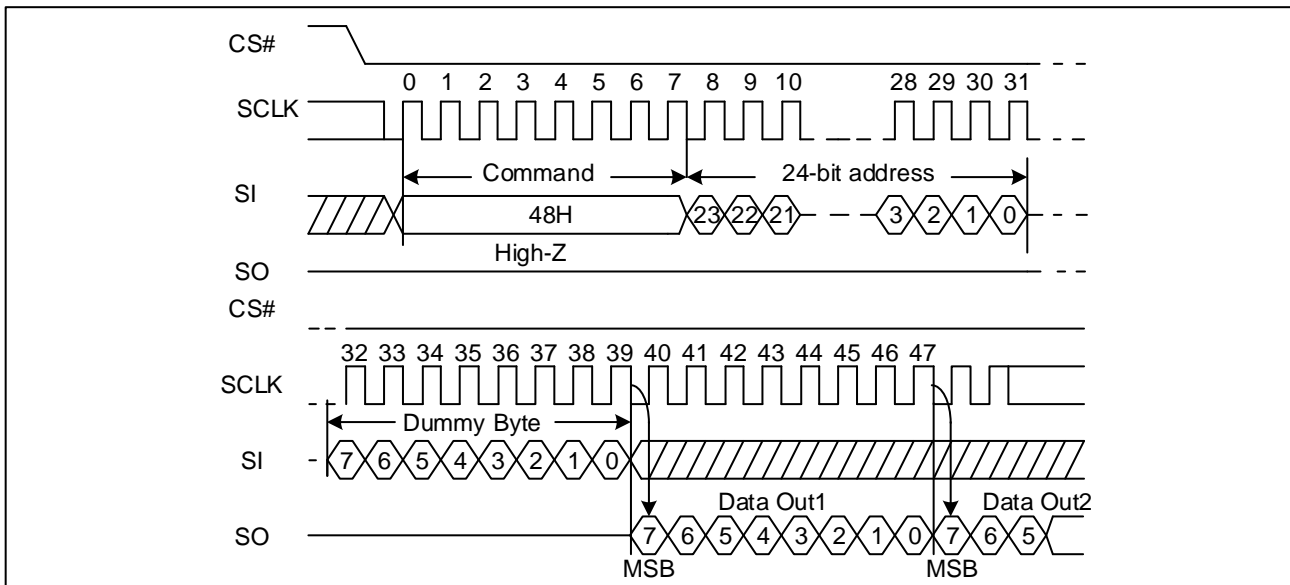 CS#
0 1 2 3 4 5 6 7 8 9 10 28 29 30 31
SCLK
Command 24-bit address
SI
48H 23 22 21 3 2 1 0
High-Z
SO
CS#
32 33 34 35 36 37 38 39 40 41 42 43 44 45 46 47
SCLK
Dummy Byte
SI 7 6 5 4 3 2 1 0
Data Out1 Data Out2
SO 7 6 5 4 3 2 1 0 7 6 5
MSB MSB